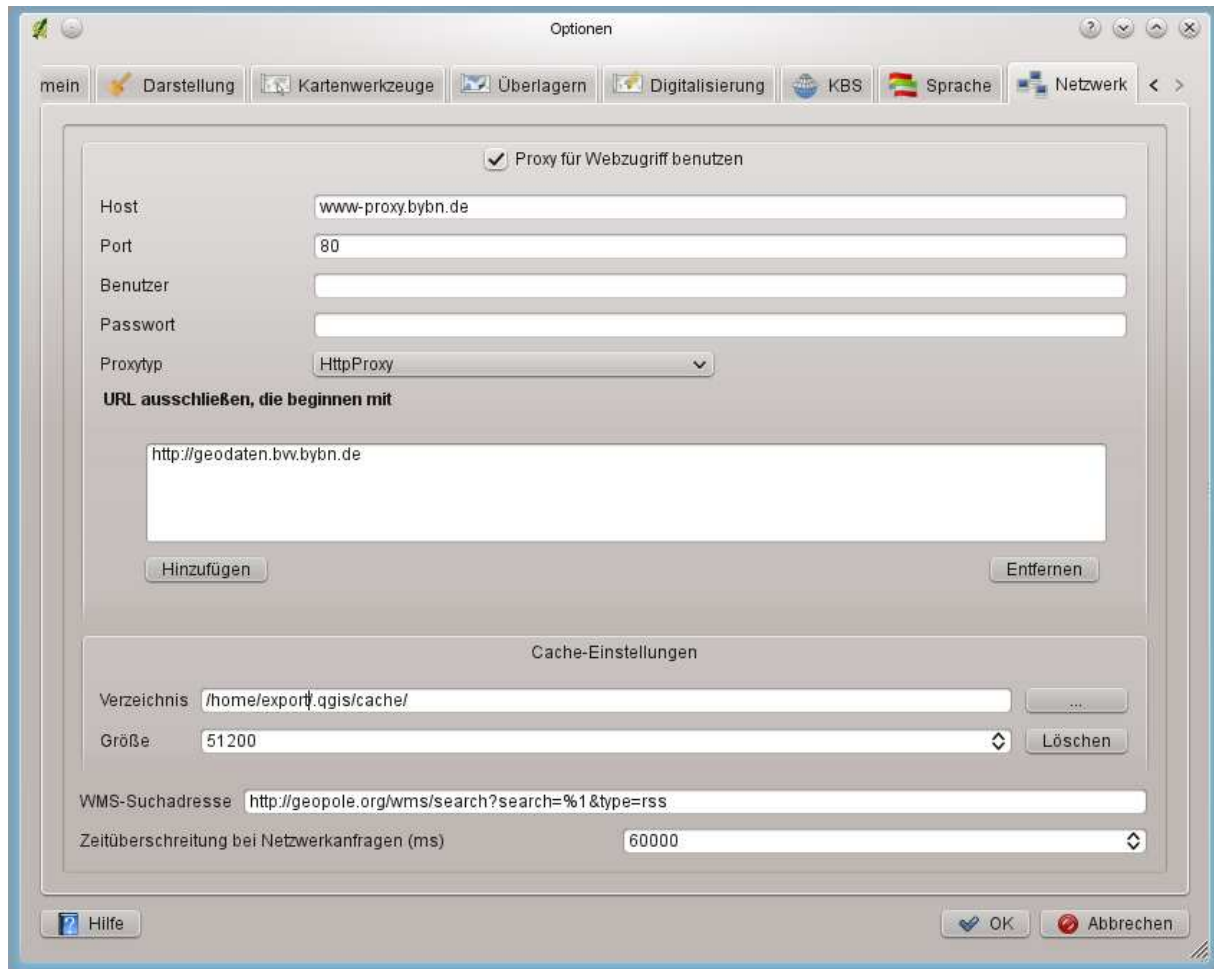 Optionen
mein Darstellung Kartenwerkzeuge Überlagern Digitalisierung KBS Sprache Netzwerk < >
Proxy für Webzugriff benutzen
Host www-proxy.bybn.de
Port 80
Benutzer
Passwort
Proxytyp HttpProxy
URL ausschließen, die beginnen mit
http://geodaten.bvv.bybn.de
Hinzufügen Entfernen
Cache-Einstellungen
Verzeichnis /home/export/.qgis/cache/ ...
Größe 51200 Löschen
WMS-Suchadresse http://geopole.org/wms/search?search=%1&type=rss
Zeitüberschreitung bei Netzwerkanfragen (ms) 60000
Hilfe OK Abbrechen